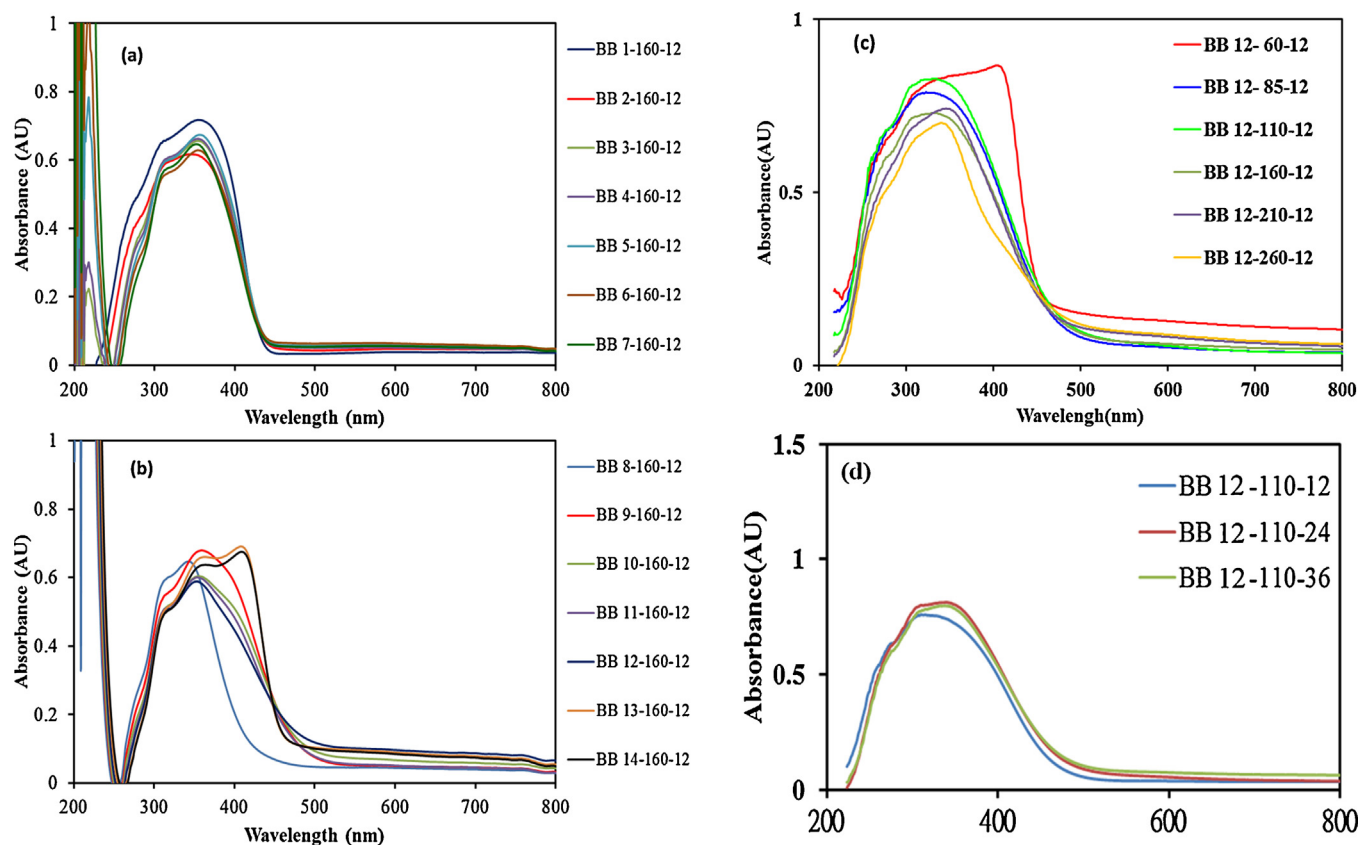 (a)
Absorbance (AU)
1
0.8
0.6
0.4
0.2
0
200 300 400 500 600 700 800
Wavelength (nm)
BB 1-160-12
BB 2-160-12
BB 3-160-12
BB 4-160-12
BB 5-160-12
BB 6-160-12
BB 7-160-12
(c)
Absorbance(AU)
1
0.5
0
200 300 400 500 600 700 800
Wavelengh(nm)
BB 12- 60-12
BB 12- 85-12
BB 12-110-12
BB 12-160-12
BB 12-210-12
BB 12-260-12
(b)
Absorbance (AU)
1
0.8
0.6
0.4
0.2
0
200 300 400 500 600 700 800
Wavelength (nm)
BB 8-160-12
BB 9-160-12
BB 10-160-12
BB 11-160-12
BB 12-160-12
BB 13-160-12
BB 14-160-12
(d)
Absorbance(AU)
1.5
1
0.5
0
200 400 600 800
BB 12 -110-12
BB 12 -110-24
BB 12 -110-36